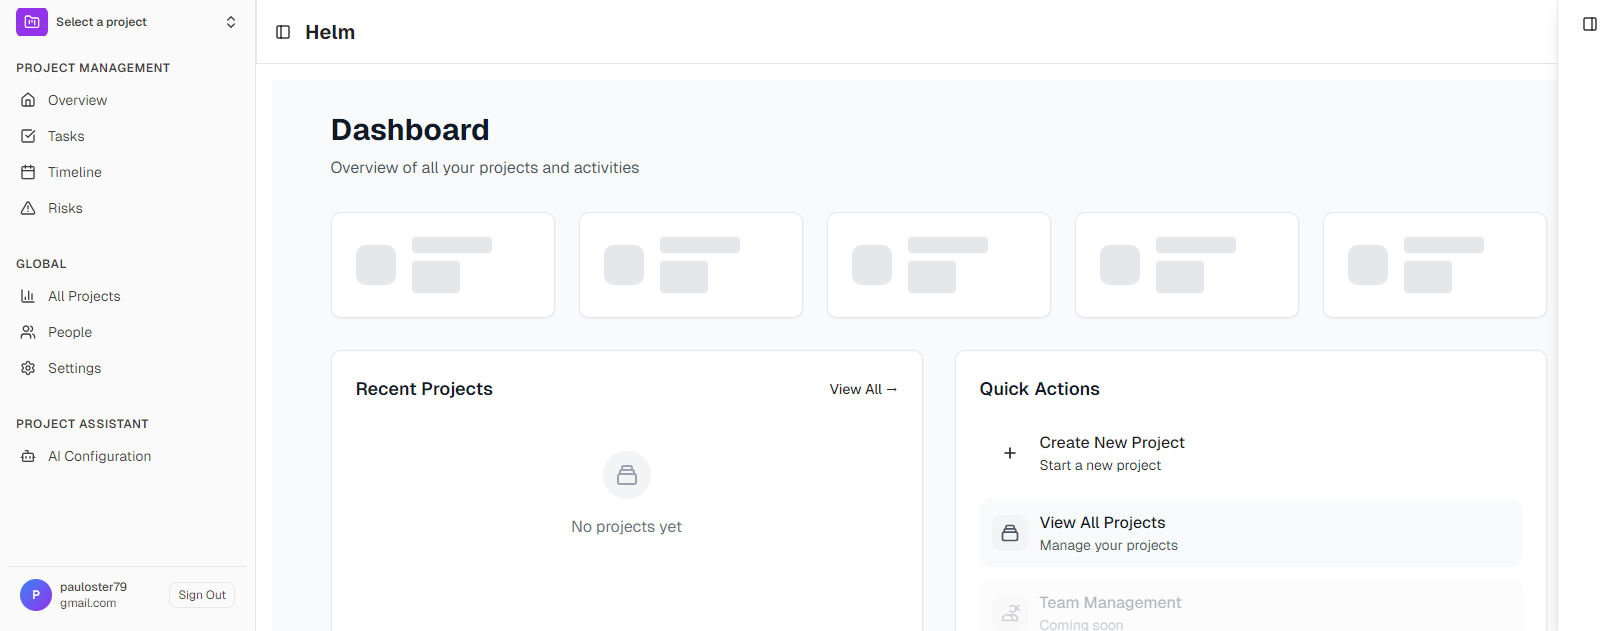 Select a project
PROJECT MANAGEMENT
Overview
Tasks
Timeline
Risks
GLOBAL
All Projects
People
Settings
PROJECT ASSISTANT
AI Configuration
P
pauloster79
gmail.com
Sign Out
Helm
Dashboard
Overview of all your projects and activities
Recent Projects
View All →
No projects yet
Quick Actions
Create New Project
Start a new project
View All Projects
Manage your projects
Team Management
Coming soon